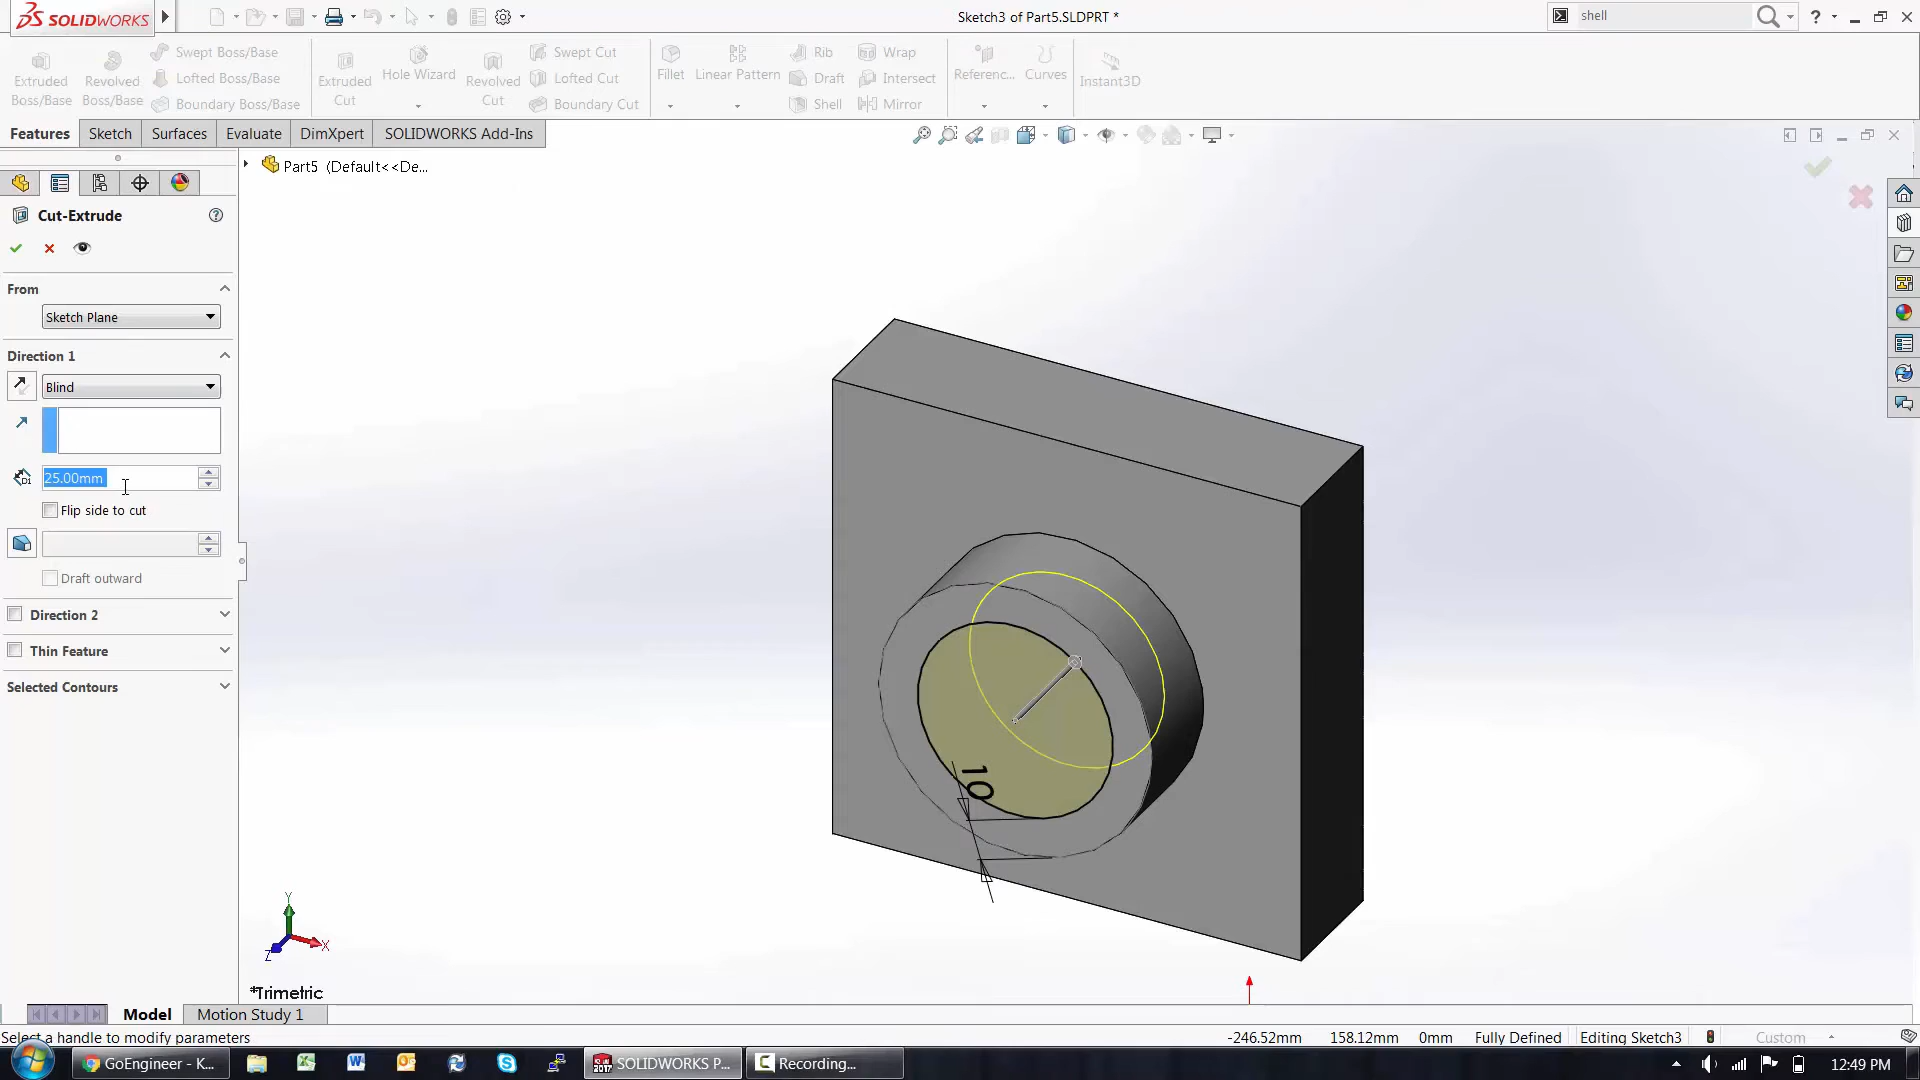 SOLIDWORKS
Sketch3 of Part5.SLDPRT *
shell
Extruded Boss/Base
Revolved Boss/Base
Swept Boss/Base
Lofted Boss/Base
Boundary Boss/Base
Extruded Cut
Hole Wizard
Revolved Cut
Swept Cut
Lofted Cut
Boundary Cut
Fillet
Linear Pattern
Rib
Draft
Shell
Wrap
Intersect
Mirror
Referenc...
Curves
Instant3D
Features
Sketch
Surfaces
Evaluate
DimXpert
SOLIDWORKS Add-Ins
Part5 (Default<<De...
Cut-Extrude
From
Sketch Plane
Direction 1
Blind
D1
25.00mm
Flip side to cut
Draft outward
Direction 2
Thin Feature
Selected Contours
10
Y
X
Z
*Trimetric
Model
Motion Study 1
Select a handle to modify parameters
-246.52mm
158.12mm
0mm
Fully Defined
Editing Sketch3
Custom
GoEngineer - K...
SOLIDWORKS P...
Recording...
12:49 PM